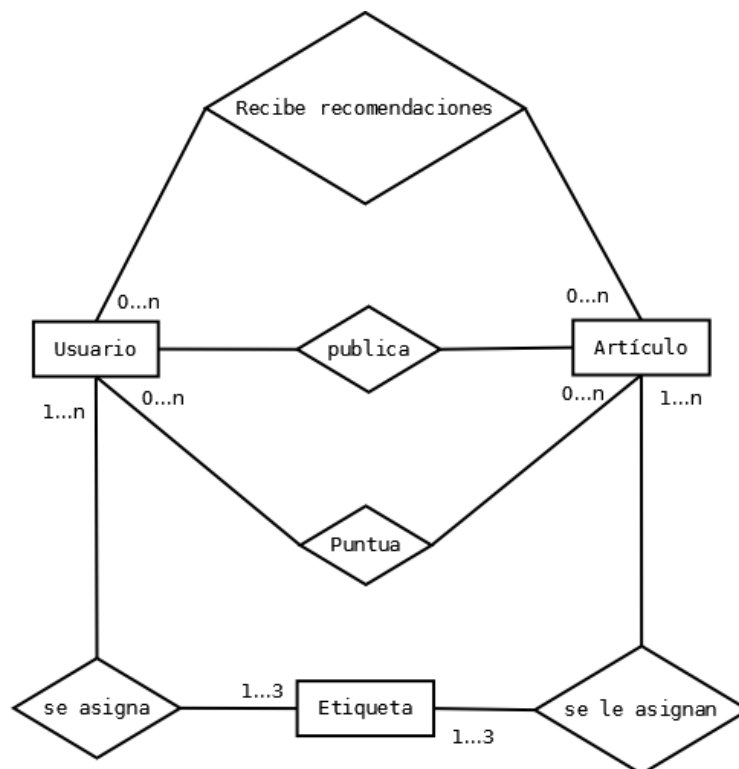 Recibe recomendaciones
0...n
0...n
Usuario
publica
Artículo
1...n
0...n
0...n
1...n
Puntua
se asigna
1...3
Etiqueta
1...3
se le asignan